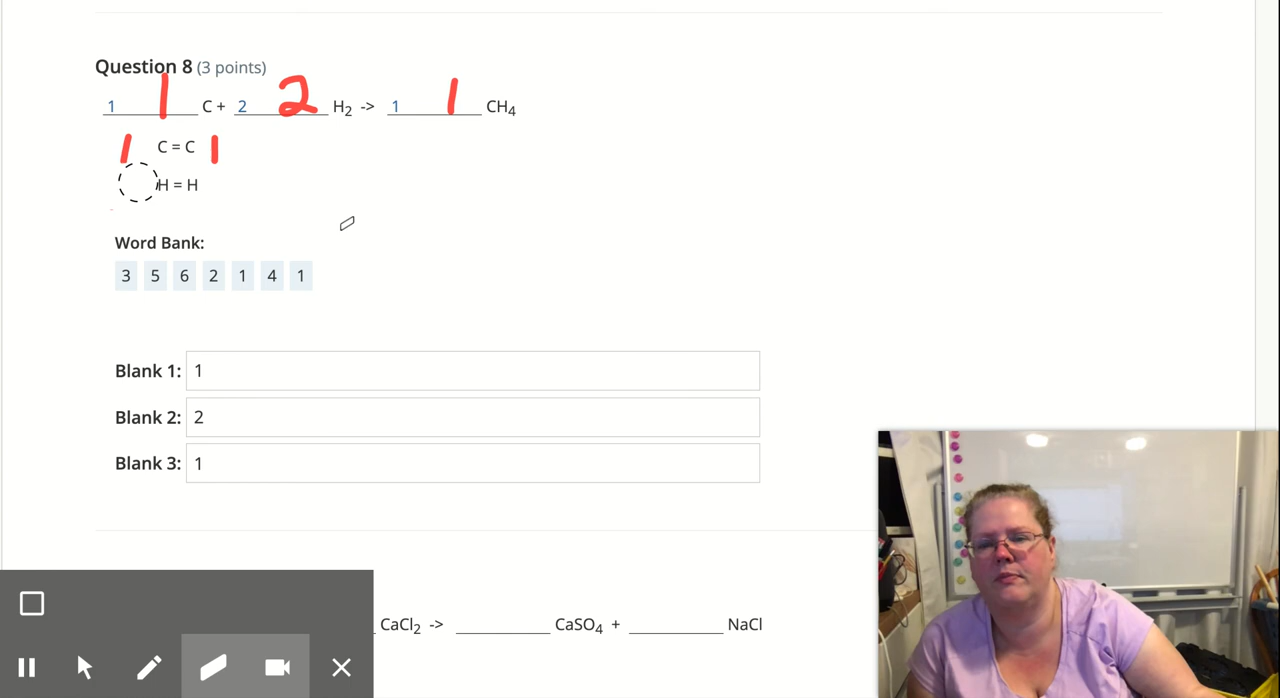 Question 8 (3 points)
1 1 C + 2 2 H2 -> 1 1 CH4
1 C = C 1
H = H
Word Bank:
3 5 6 2 1 4 1
Blank 1: 1
Blank 2: 2
Blank 3: 1
CaCl2 -> CaSO4 + NaCl